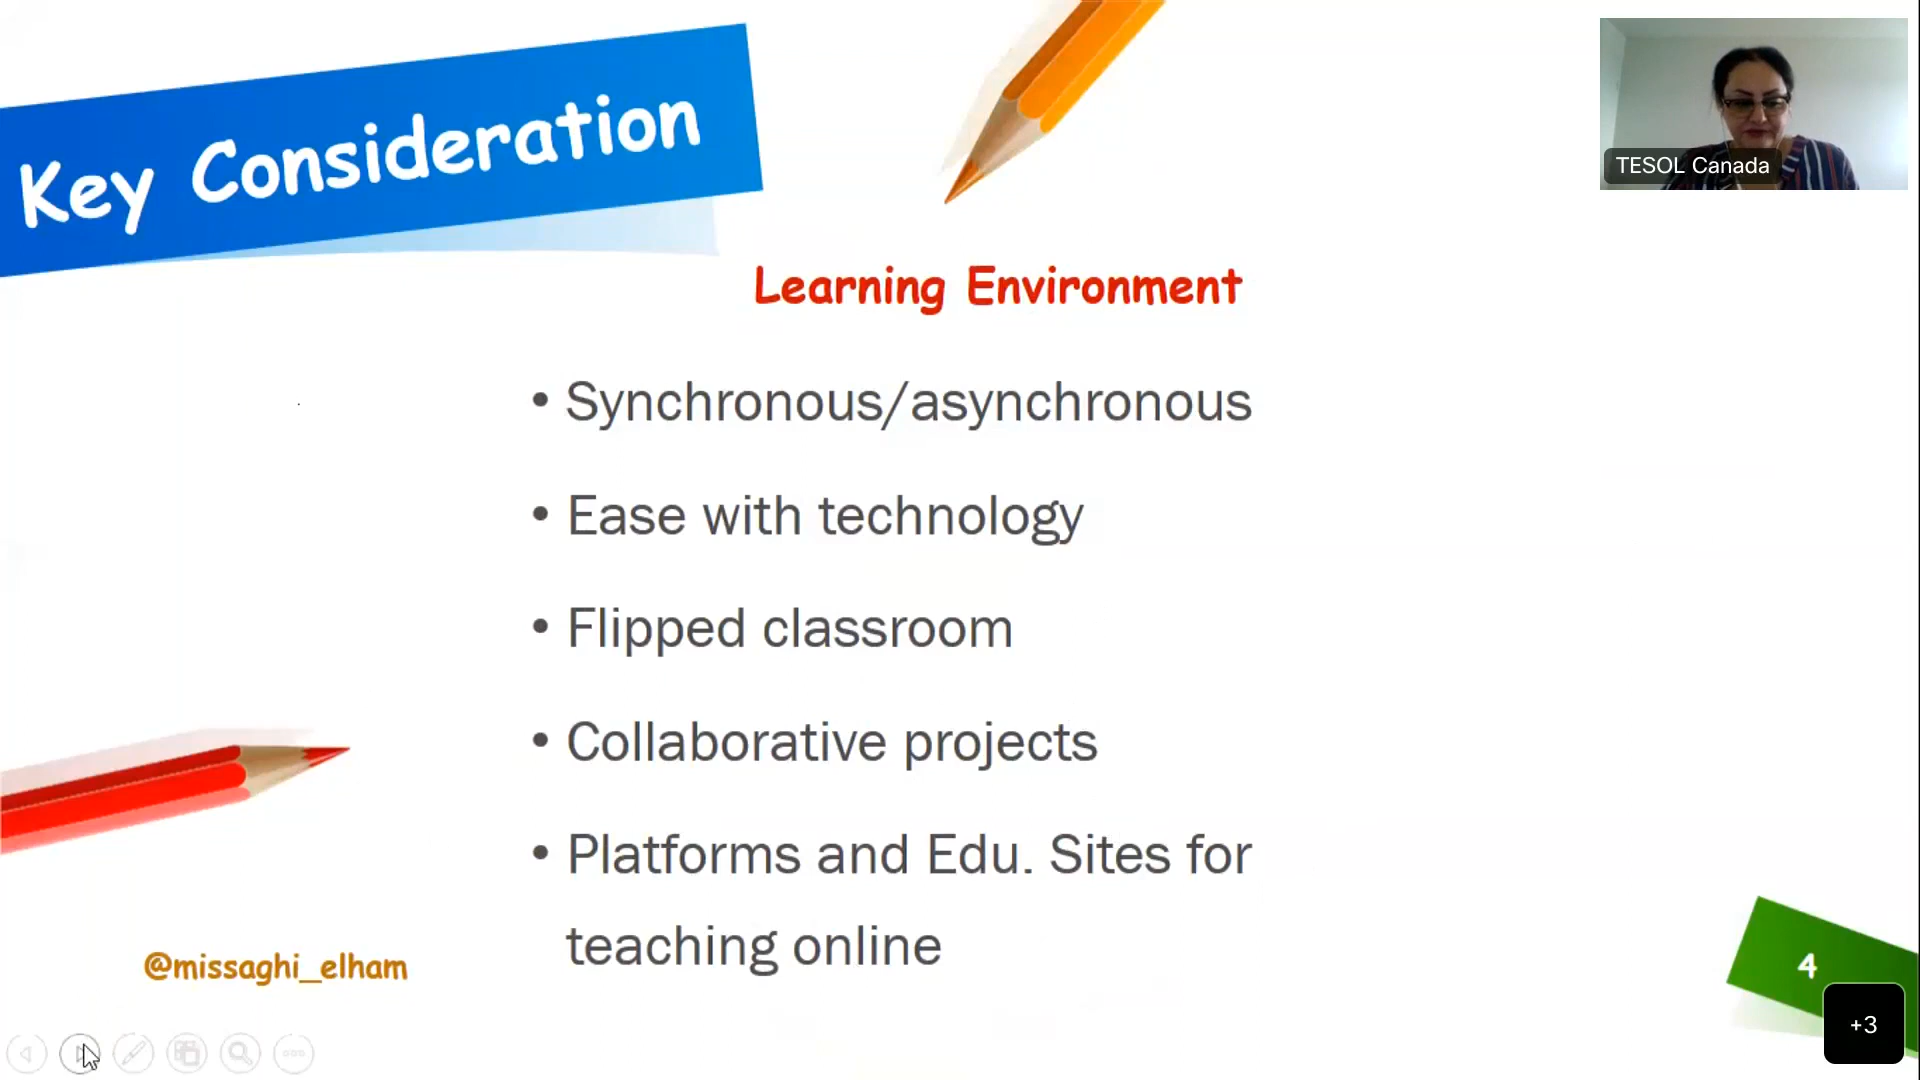 Key Consideration
TESOL Canada
Learning Environment
• Synchronous/asynchronous
• Ease with technology
• Flipped classroom
• Collaborative projects
• Platforms and Edu. Sites for
teaching online
@missaghi_elham
4
+3